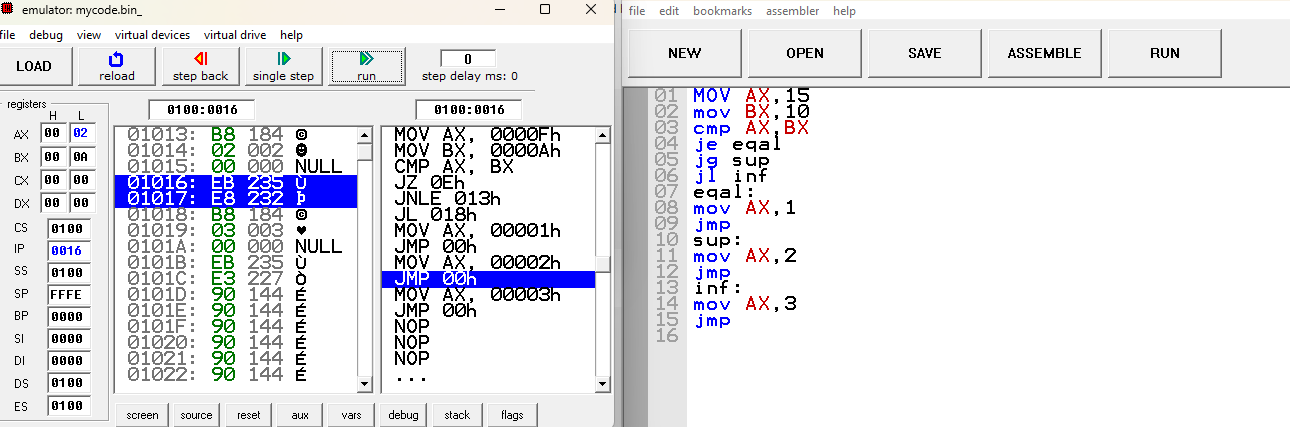 emulator: mycode.bin_
file debug view virtual devices virtual drive help
LOAD
reload
step back
single step
run
0
step delay ms: 0
registers
H L
AX 00 02
BX 00 0A
CX 00 00
DX 00 00
CS 0100
IP 0016
SS 0100
SP FFFE
BP 0000
SI 0000
DI 0000
DS 0100
ES 0100
0100:0016
01013: B8 184 ©
01014: 02 002 ☻
01015: 00 000 NULL
01016: EB 235 Ù
01017: E8 232 Þ
01018: B8 184 ©
01019: 03 003 ♥
0101A: 00 000 NULL
0101B: EB 235 Ù
0101C: E3 227 Ò
0101D: 90 144 É
0101E: 90 144 É
0101F: 90 144 É
01020: 90 144 É
01021: 90 144 É
01022: 90 144 É
0100:0016
MOV AX, 0000Fh
MOV BX, 0000Ah
CMP AX, BX
JZ 0Eh
JNLE 013h
JL 018h
MOV AX, 00001h
JMP 00h
MOV AX, 00002h
JMP 00h
MOV AX, 00003h
JMP 00h
NOP
NOP
NOP
...
screen source reset aux vars debug stack flags
file edit bookmarks assembler help
NEW OPEN SAVE ASSEMBLE RUN
01 MOV AX,15
02 mov BX,10
03 cmp AX,BX
04 je eqal
05 jg sup
06 jl inf
07 eqal:
08 mov AX,1
09 jmp
10 sup:
11 mov AX,2
12 jmp
13 inf:
14 mov AX,3
15 jmp
16